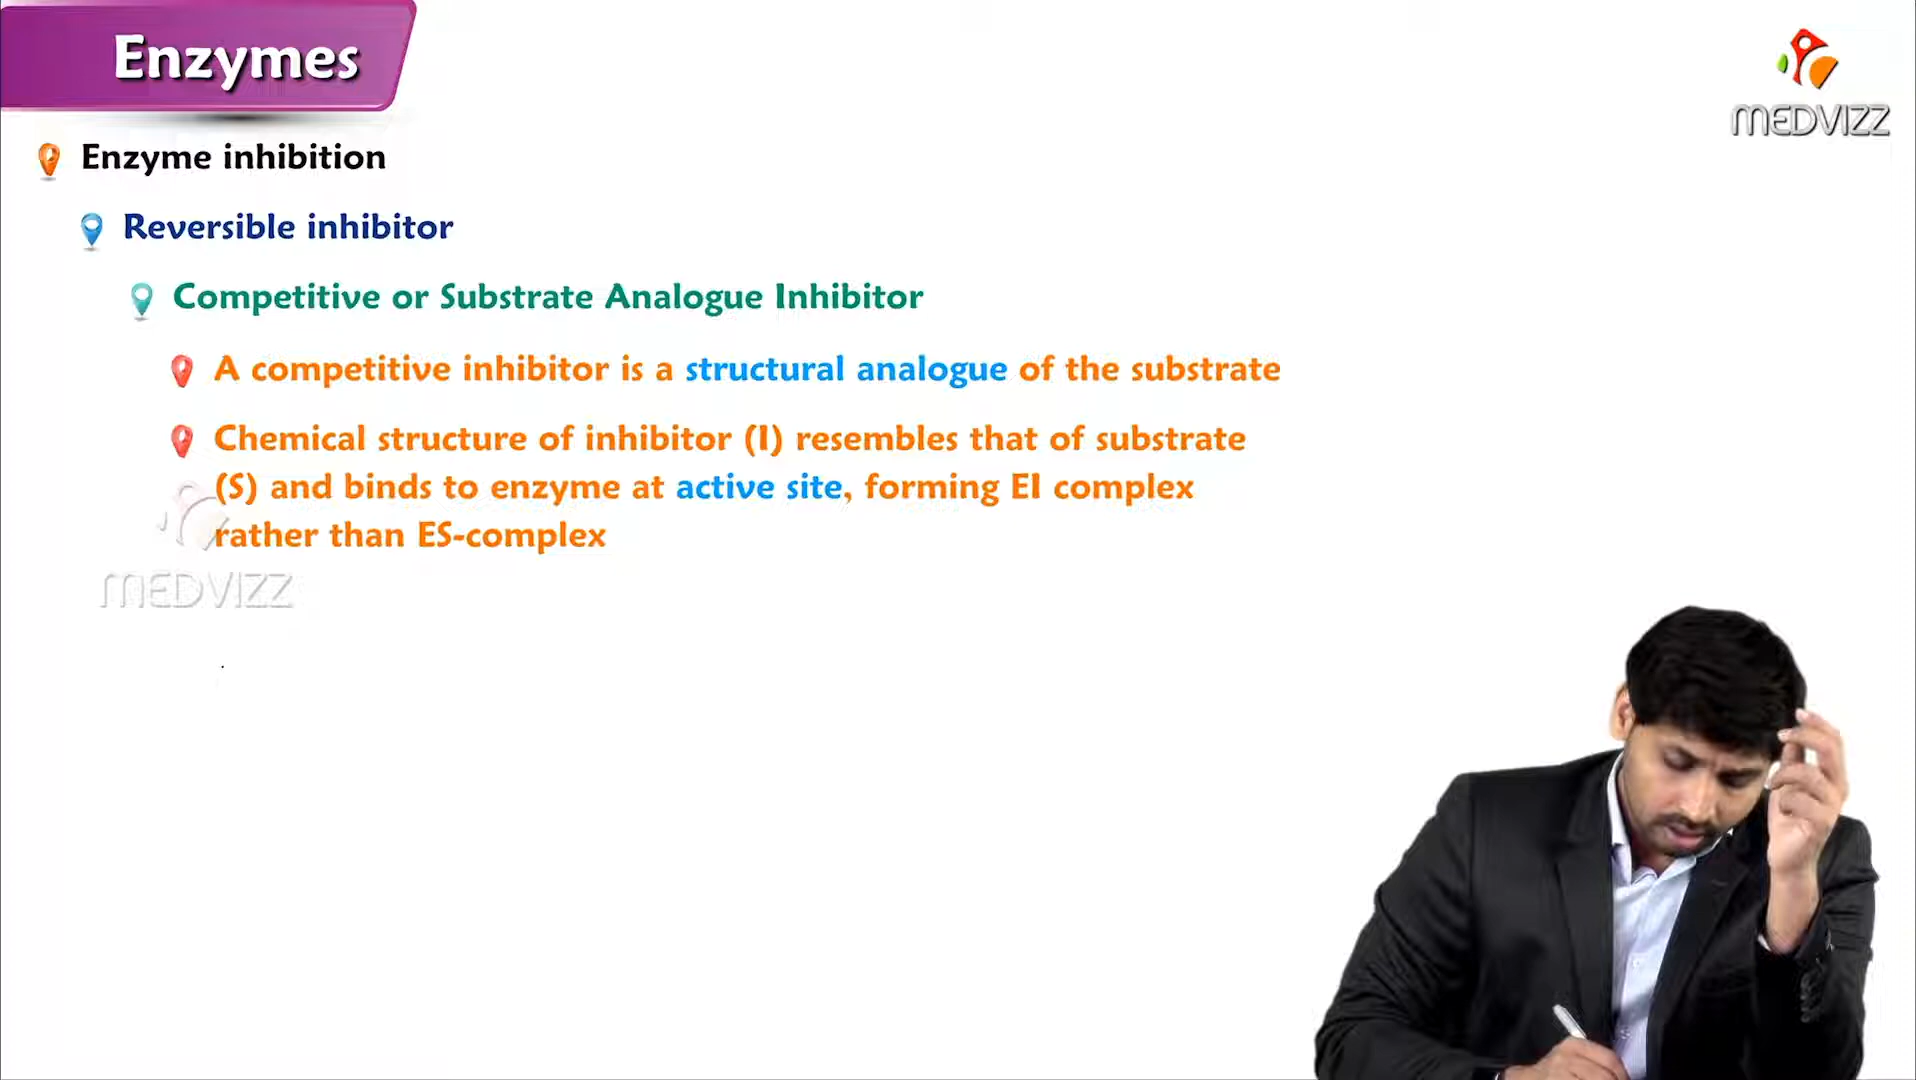 Enzymes
MEDVIZZ
Enzyme inhibition
Reversible inhibitor
Competitive or Substrate Analogue Inhibitor
A competitive inhibitor is a structural analogue of the substrate
Chemical structure of inhibitor (I) resembles that of substrate
(S) and binds to enzyme at active site, forming EI complex
rather than ES-complex
MEDVIZZ